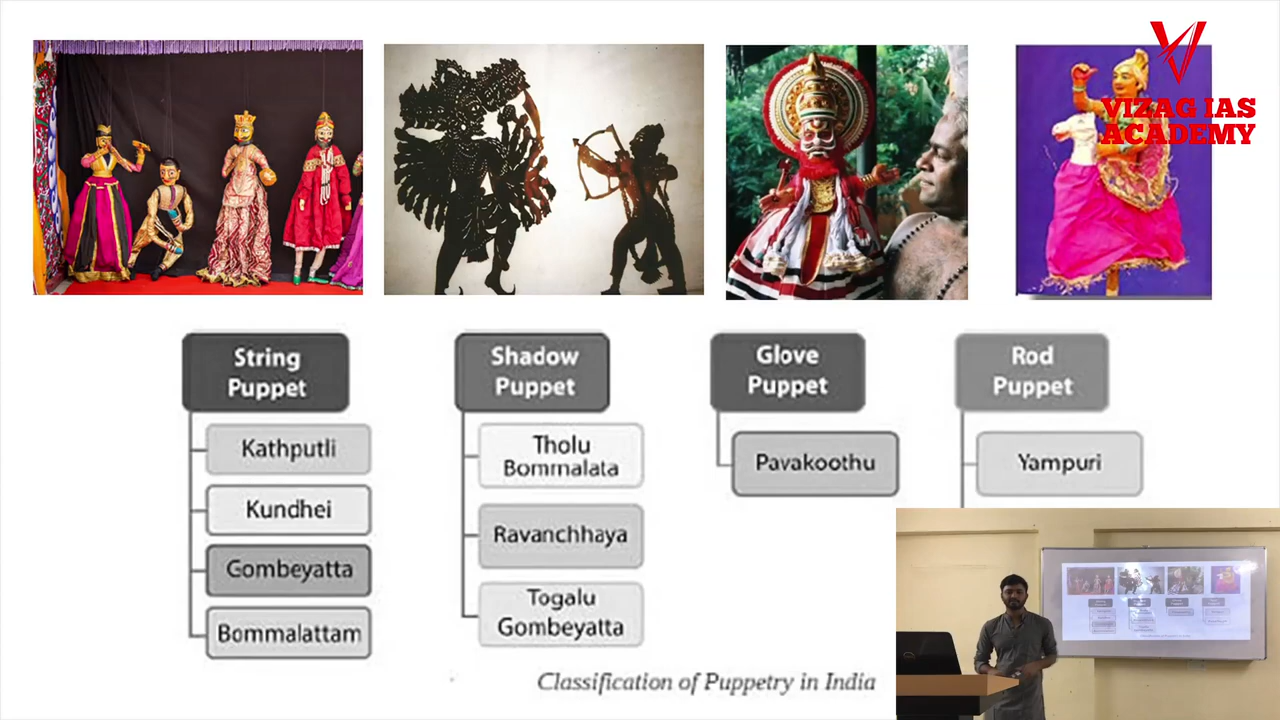 VIZAG IAS
ACADEMY
String
Puppet
Kathputli
Kundhei
Gombeyatta
Bommalattam
Shadow
Puppet
Tholu
Bommalata
Ravanchhaya
Togalu
Gombeyatta
Glove
Puppet
Pavakoothu
Rod
Puppet
Yampuri
Classification of Puppetry in India